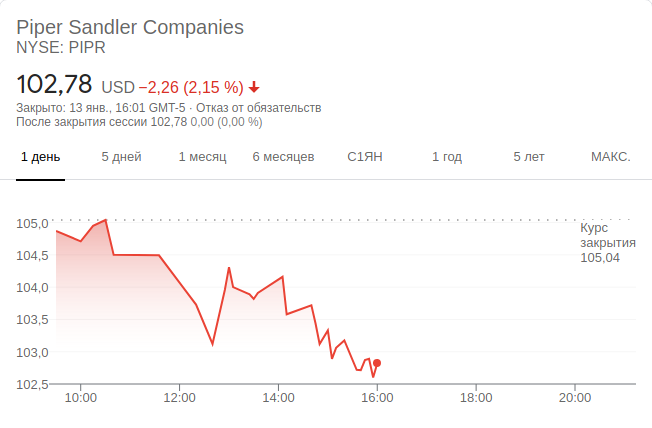 Piper Sandler Companies
NYSE: PIPR
102,78 USD −2,26 (2,15 %)
Закрыто: 13 янв., 16:01 GMT-5 · Отказ от обязательств
После закрытия сессии 102,78 0,00 (0,00 %)
1 день 5 дней 1 месяц 6 месяцев С1ЯН 1 год 5 лет МАКС.
105,0
104,5
104,0
103,5
103,0
102,5
Курс
закрытия
105,04
10:00 12:00 14:00 16:00 18:00 20:00